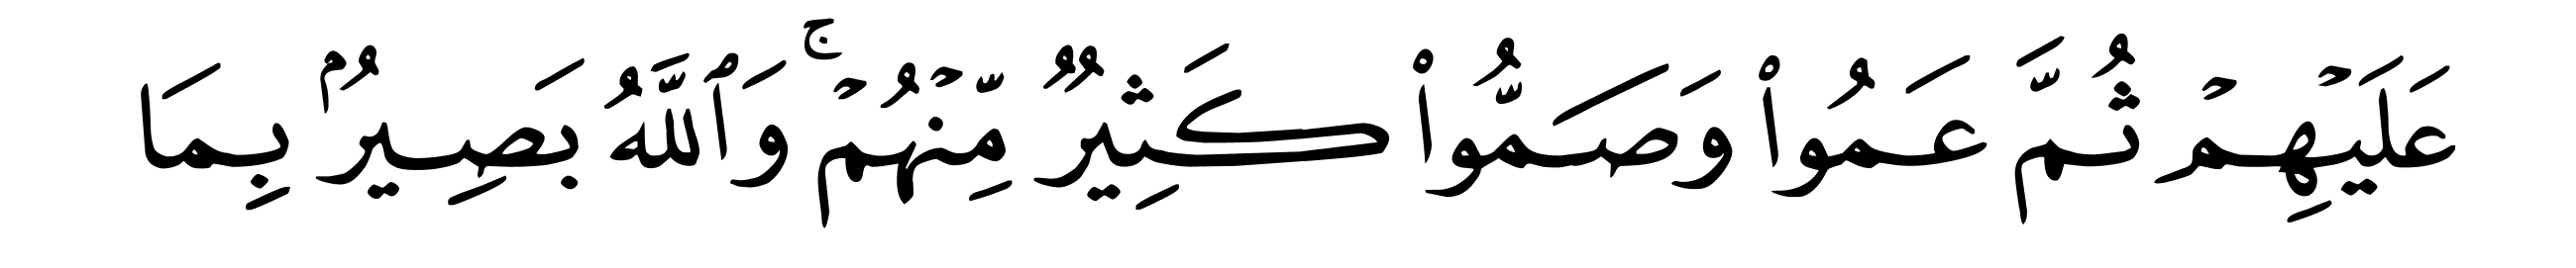 عَلَيۡهِمۡ ثُمَّ عَمُواْ وَصَمُّواْ كَثِيرٞ مِّنۡهُمۡۚ وَٱللَّهُ بَصِيرُۢ بِمَا